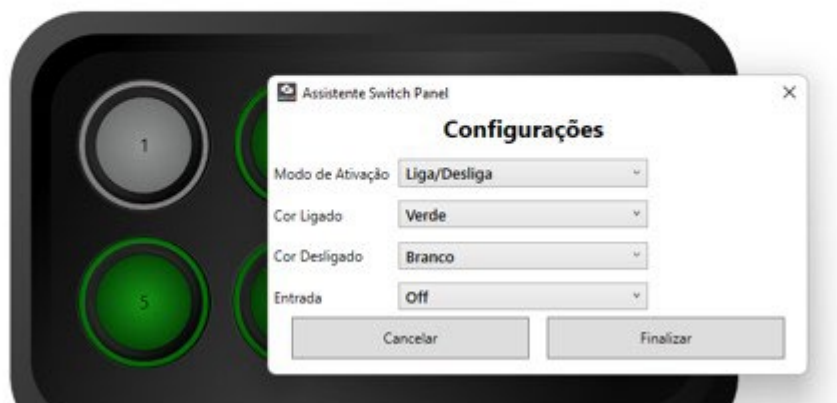 1
5
Assistente Switch Panel
Configurações
Modo de Ativação Liga/Desliga
Cor Ligado Verde
Cor Desligado Branco
Entrada Off
Cancelar Finalizar